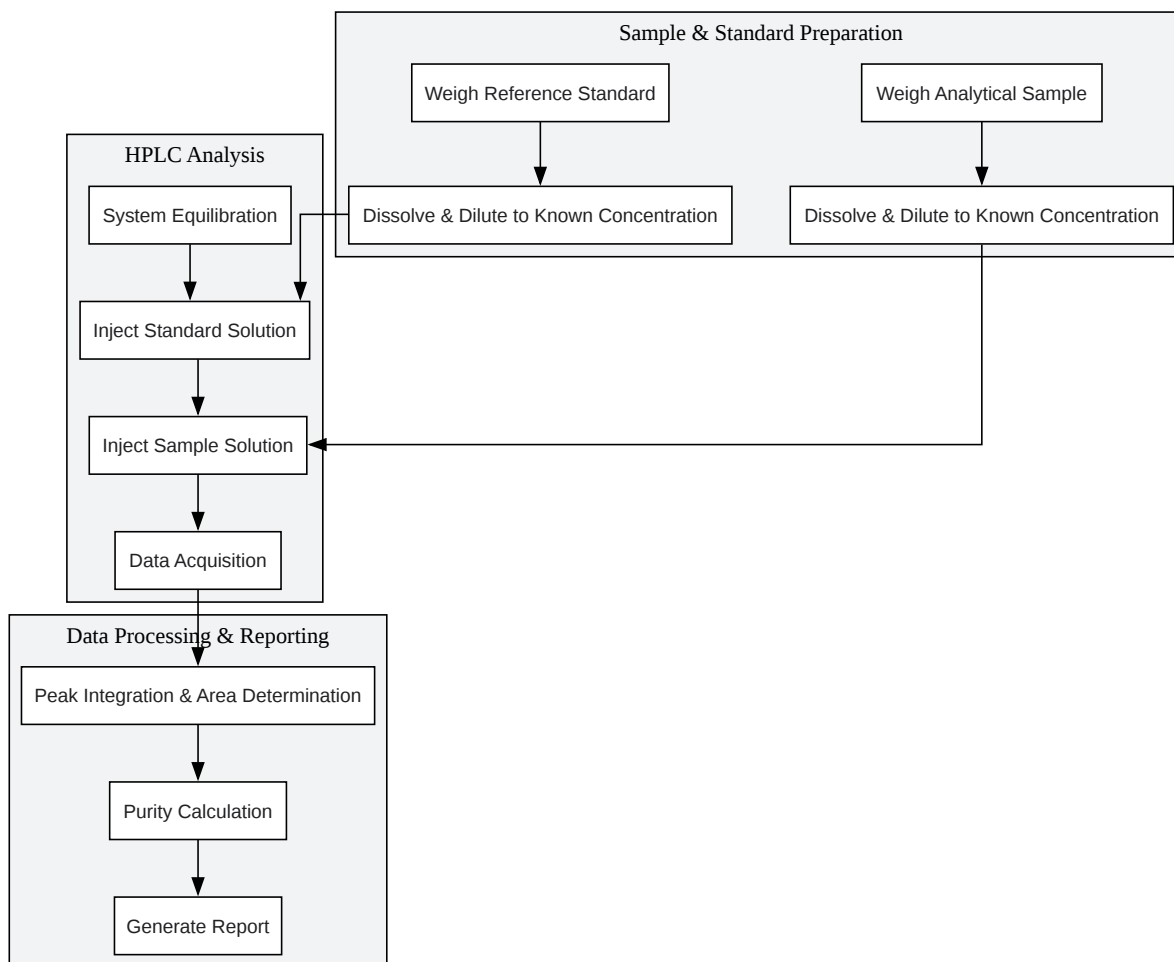 Sample & Standard Preparation
Weigh Reference Standard
Weigh Analytical Sample
HPLC Analysis
System Equilibration
Dissolve & Dilute to Known Concentration
Dissolve & Dilute to Known Concentration
Inject Standard Solution
Inject Sample Solution
Data Acquisition
Data Processing & Reporting
Peak Integration & Area Determination
Purity Calculation
Generate Report